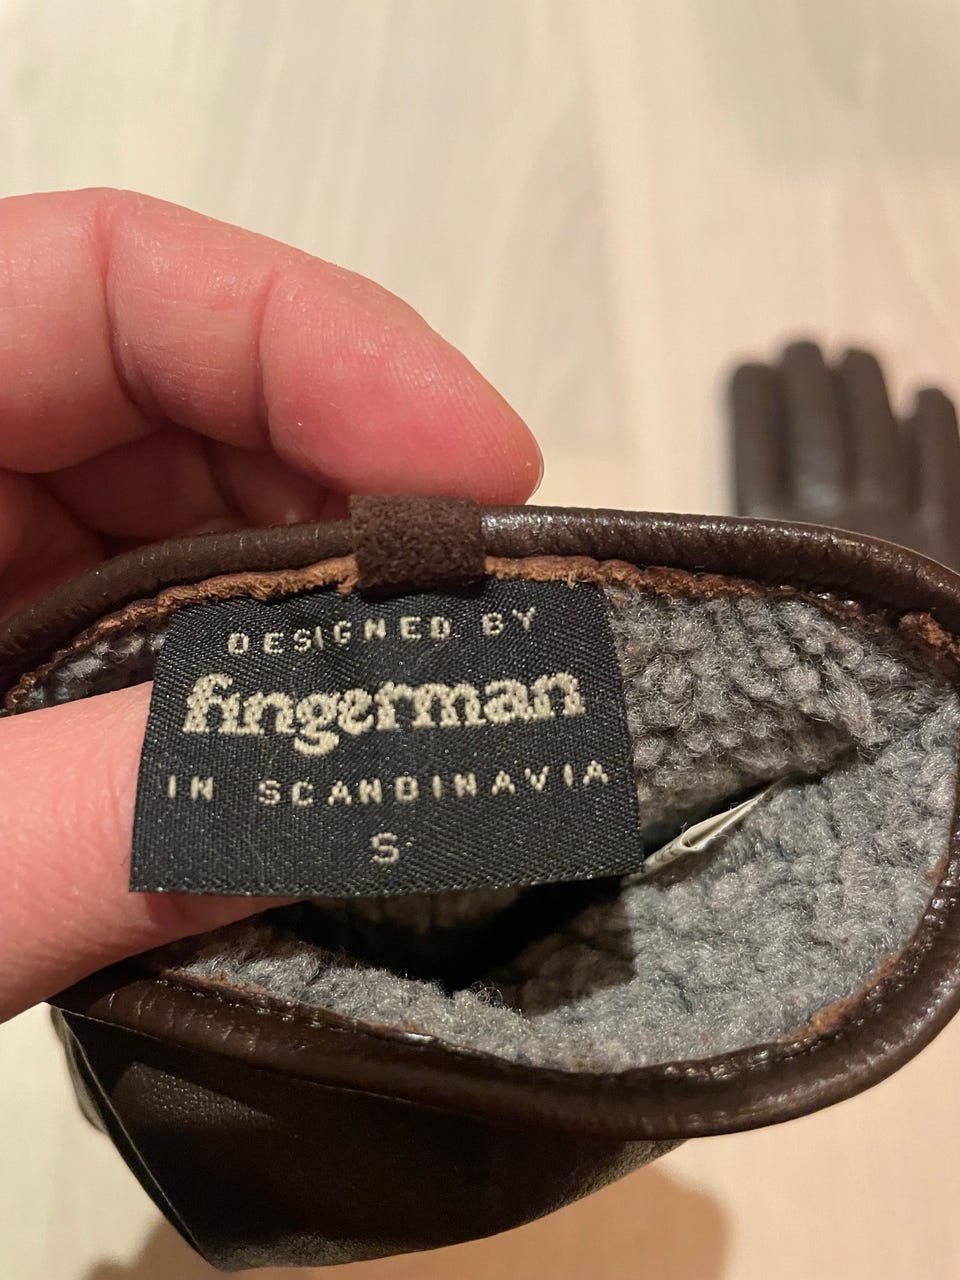 DESIGNED BY
fingerman
IN SCANDINAVIA
S